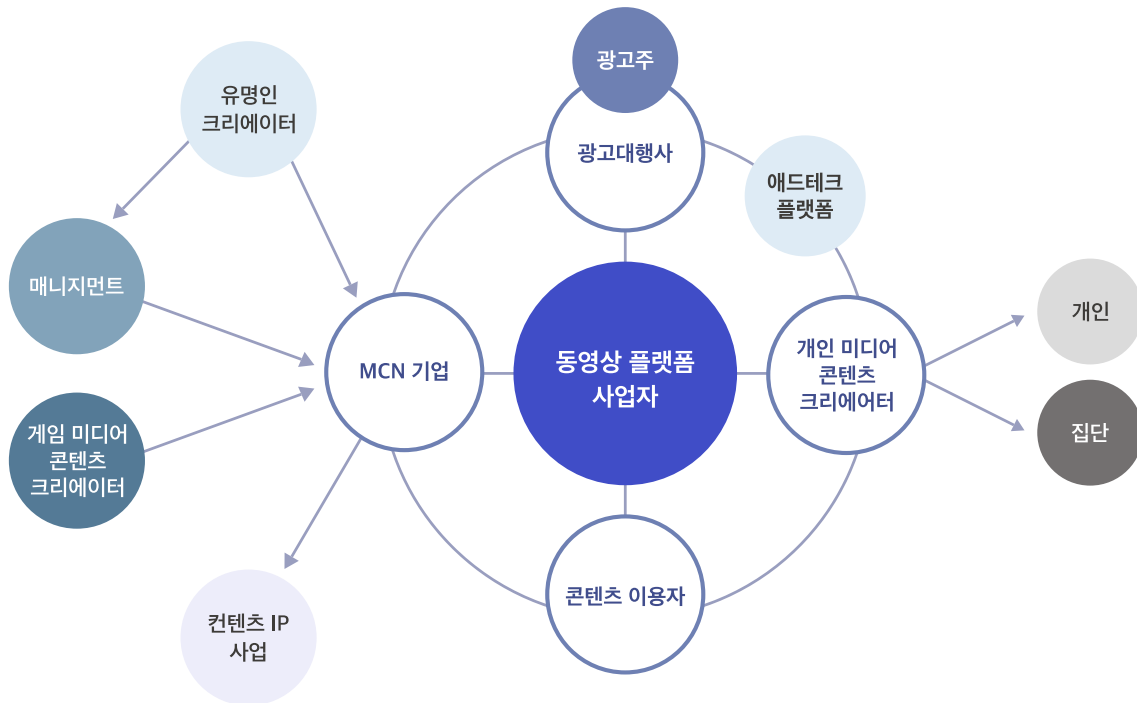 광고주
유명인
크리에이터
광고대행사
애드테크
플랫폼
매니지먼트
개인
MCN 기업
동영상 플랫폼
사업자
개인 미디어
콘텐츠
크리에어터
게임 미디어
콘텐츠
크리에이터
집단
콘텐츠 이용자
컨텐츠 IP
사업